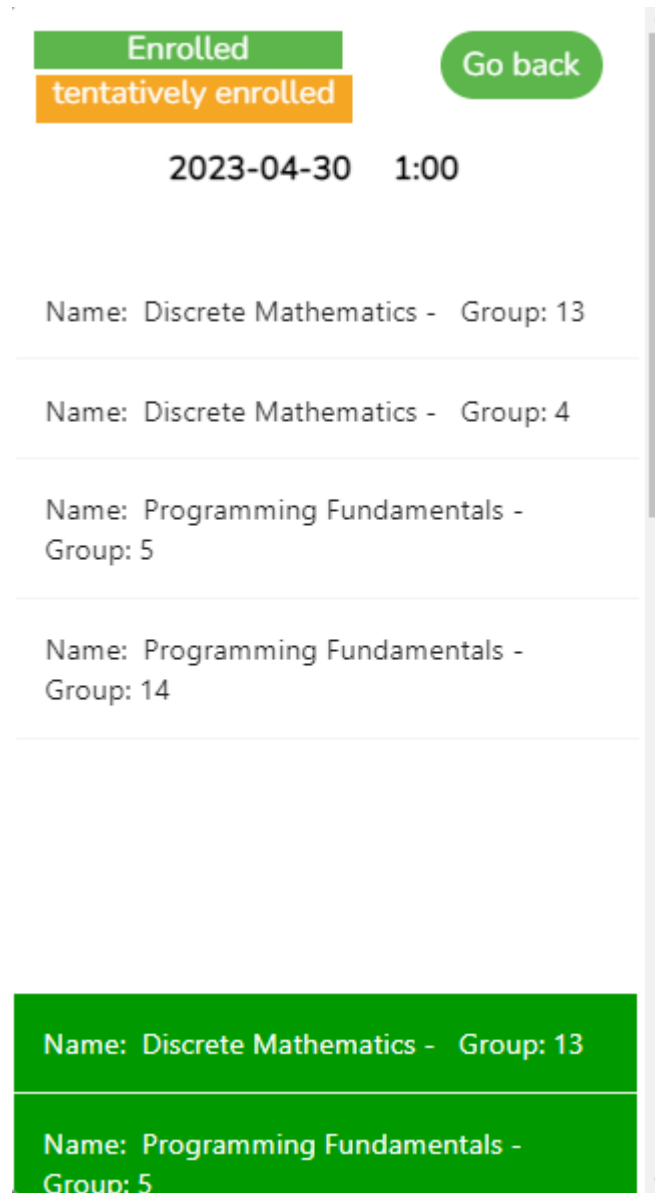 Enrolled
Go back
tentatively enrolled
2023-04-30 1:00
Name: Discrete Mathematics - Group: 13
Name: Discrete Mathematics - Group: 4
Name: Programming Fundamentals -
Group: 5
Name: Programming Fundamentals -
Group: 14
Name: Discrete Mathematics - Group: 13
Name: Programming Fundamentals -
Group: 5